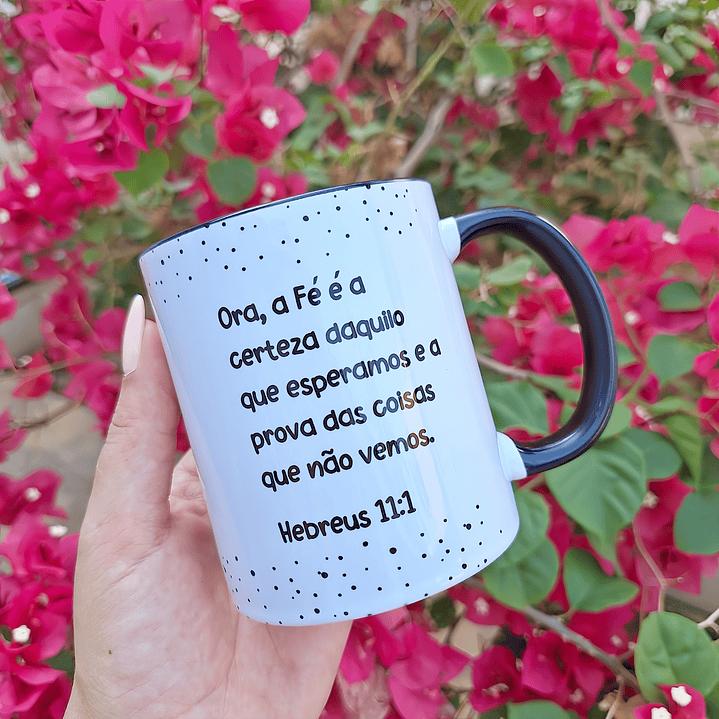 Ora, a Fé é a
certeza daquilo
que esperamos e a
prova das coisas
que não vemos.
Hebreus 11:1